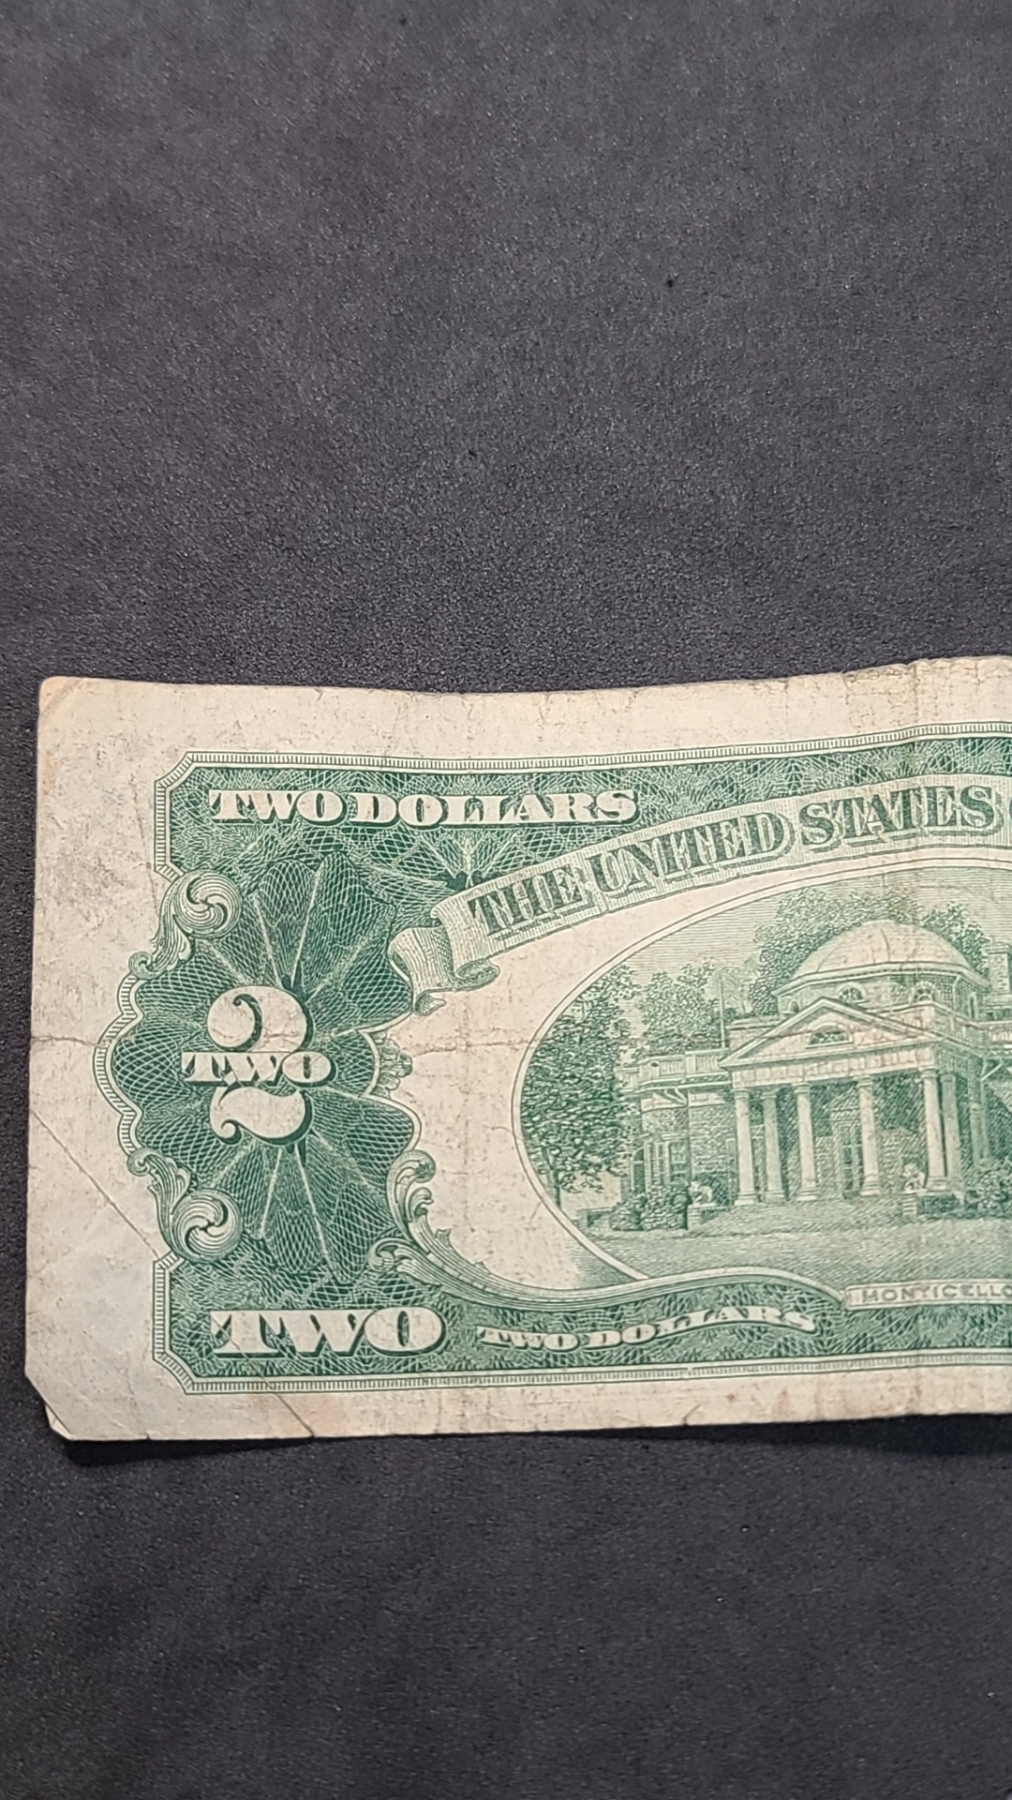 TWO DOLLARS
THE UNITED STATES
2
TWO
MONTICELLO
TWO
TWO DOLLARS